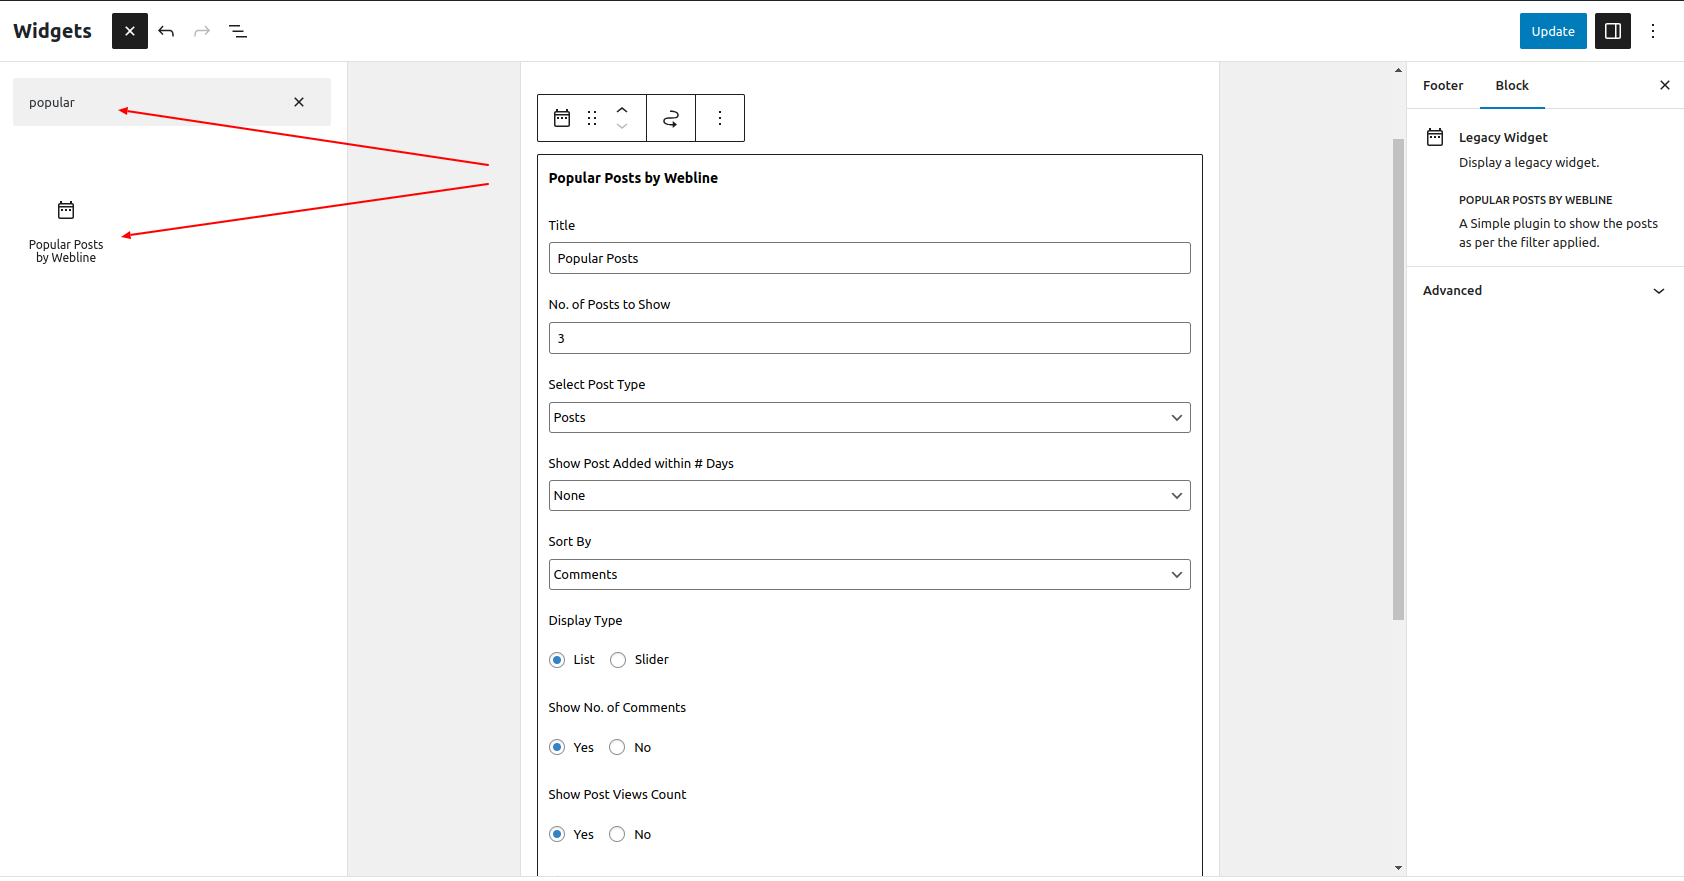 Widgets
Update
popular
Popular Posts
by Webline
Popular Posts by Webline
Title
Popular Posts
No. of Posts to Show
3
Select Post Type
Posts
Show Post Added within # Days
None
Sort By
Comments
Display Type
List Slider
Show No. of Comments
Yes No
Show Post Views Count
Yes No
Footer Block
Legacy Widget
Display a legacy widget.
POPULAR POSTS BY WEBLINE
A Simple plugin to show the posts
as per the filter applied.
Advanced